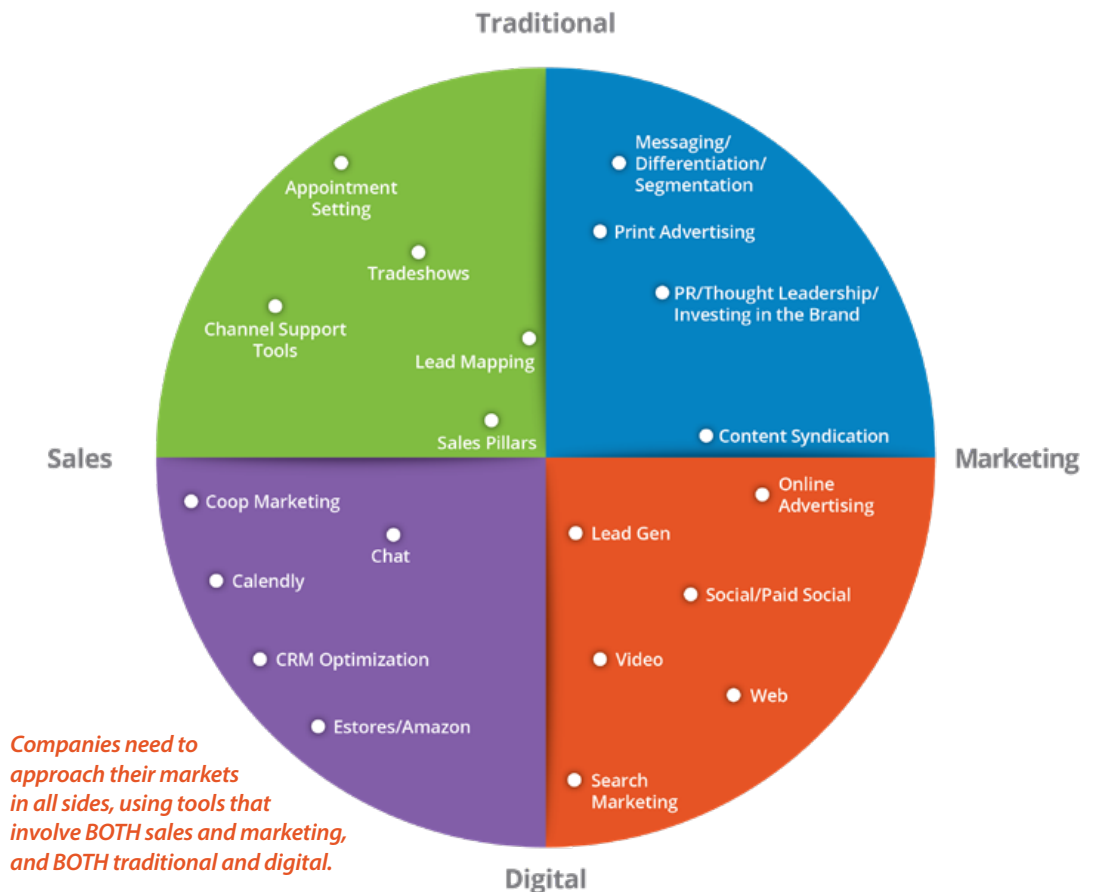 Traditional
Appointment
Setting
Tradeshows
Channel Support
Tools
Lead Mapping
Sales Pillars
Messaging/
Differentiation/
Segmentation
Print Advertising
PR/Thought Leadership/
Investing in the Brand
Content Syndication
Sales
Marketing
Coop Marketing
Chat
Calendly
CRM Optimization
Estores/Amazon
Online
Advertising
Lead Gen
Social/Paid Social
Video
Web
Search
Marketing
Companies need to
approach their markets
in all sides, using tools that
involve BOTH sales and marketing,
and BOTH traditional and digital.
Digital